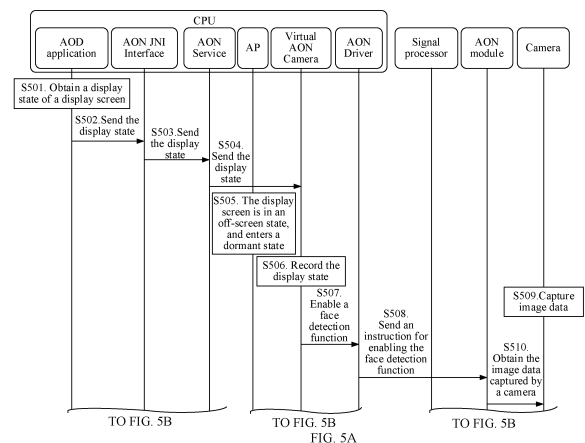 CPU
AOD
application
AON JNI
Interface
AON
Service
AP
Virtual
AON
Camera
AON
Driver
Signal
processor
AON
module
Camera
S501. Obtain a display
state of a display screen
S502.Send the
display state
S503.Send
the display
state
S504.
Send the
display
state
S505. The display
screen is in an
off-screen state,
and enters a
dormant state
S506. Record the
display state
S507.
Enable a
face
detection
function
S508.
Send an
instruction for
enabling the
face detection
function
S509.Capture
image data
S510.
Obtain the
image data
captured by
a camera
TO FIG. 5B
TO FIG. 5B
TO FIG. 5B
FIG. 5A